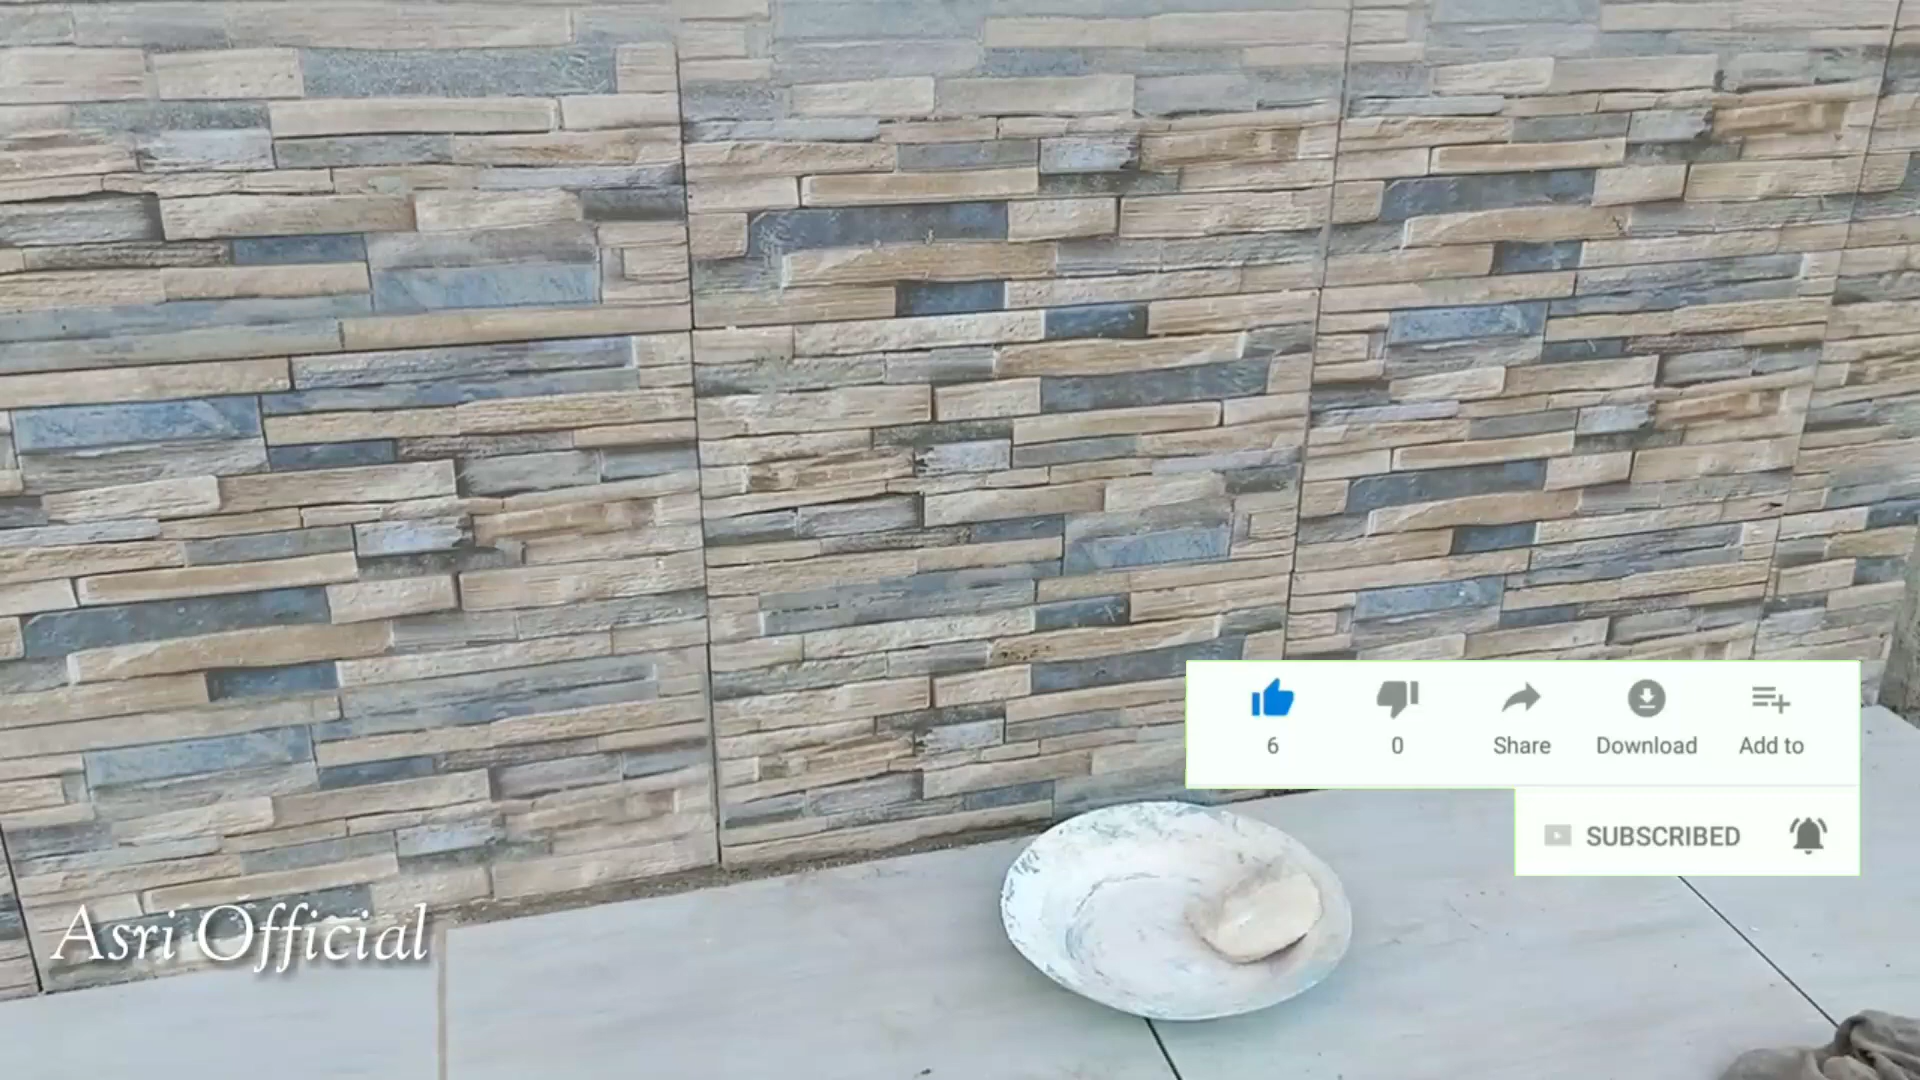 6
0
Share
Download
Add to
SUBSCRIBED
Asri Official